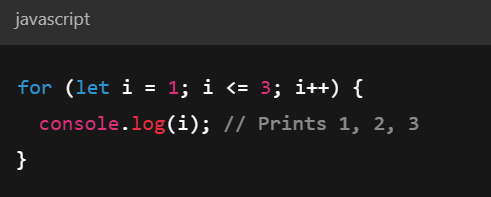 javascript
for (let i = 1; i <= 3; i++) {
  console.log(i); // Prints 1, 2, 3
}